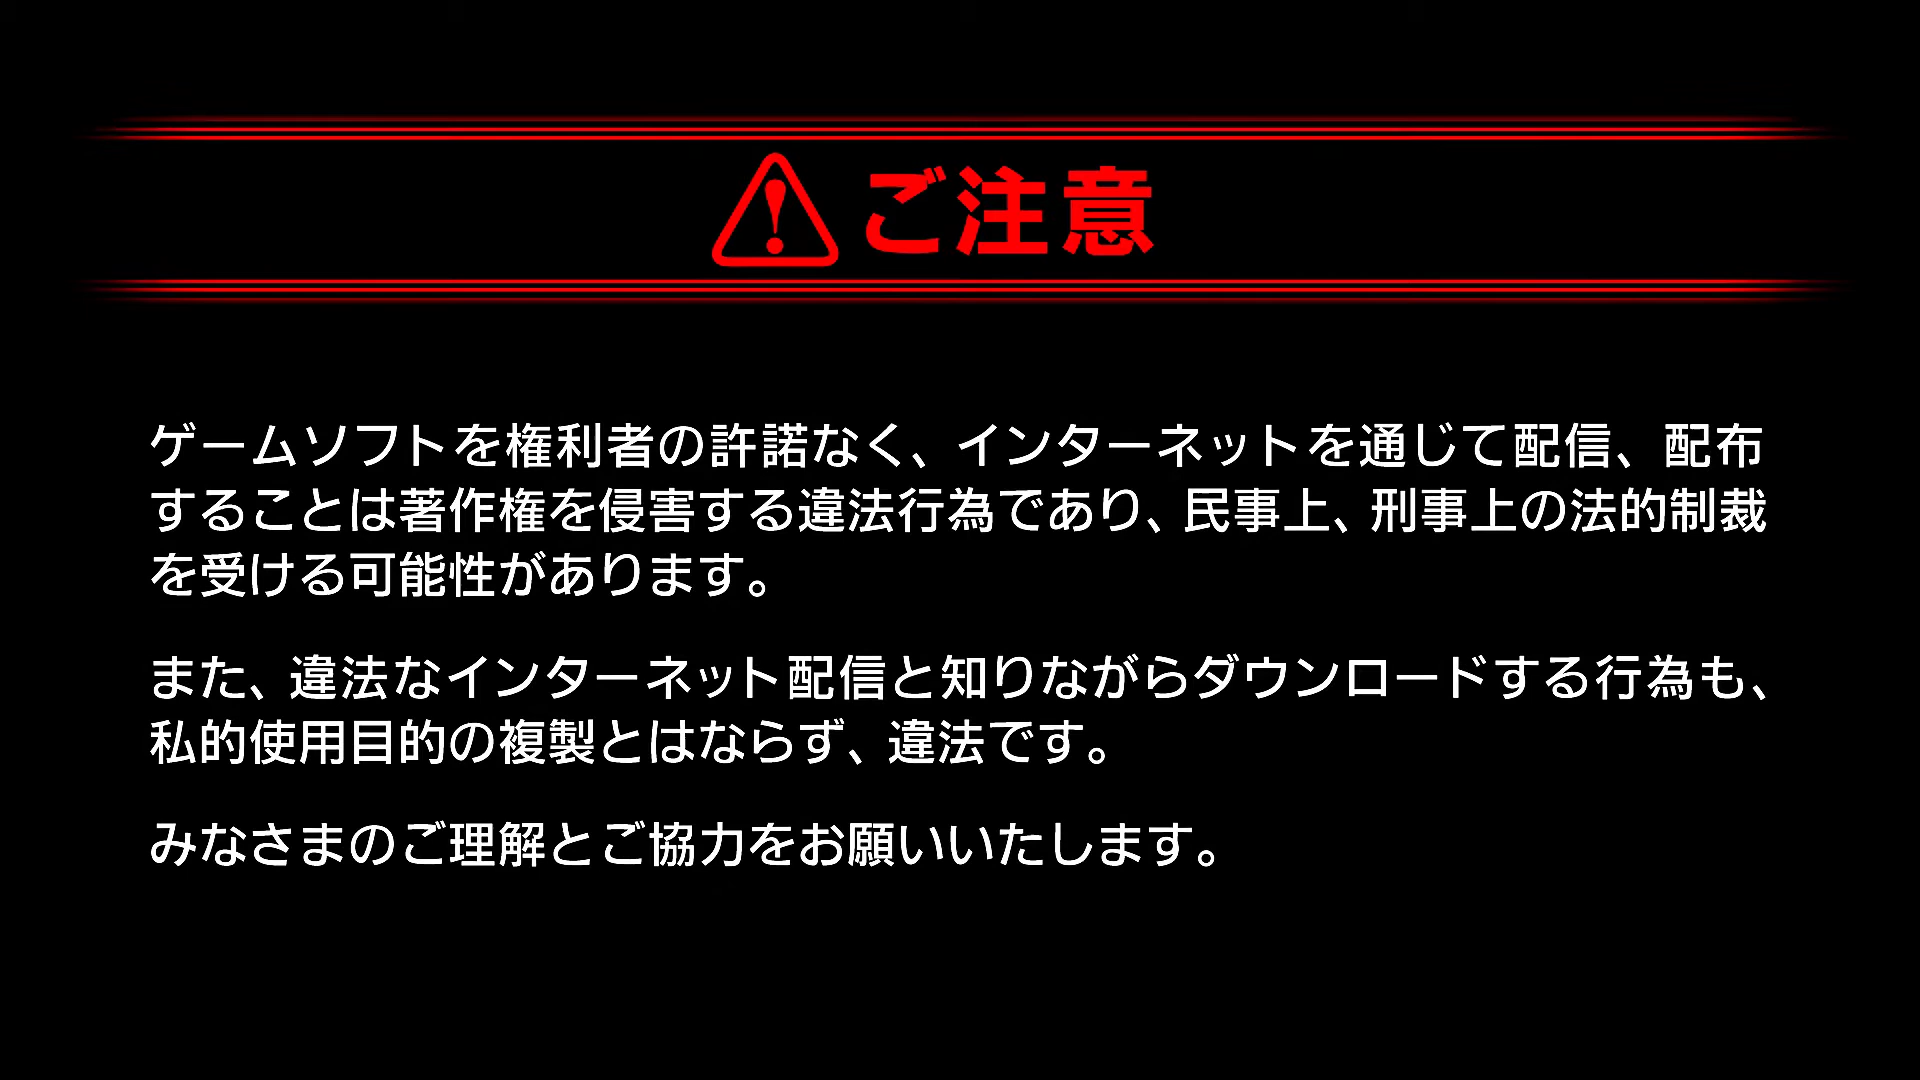 ご注意
ゲームソフトを権利者の許諾なく、インターネットを通じて配信、配布
することは著作権を侵害する違法行為であり、民事上、刑事上の法的制裁
を受ける可能性があります。
また、違法なインターネット配信と知りながらダウンロードする行為も、
私的使用目的の複製とはならず、違法です。
みなさまのご理解とご協力をお願いいたします。